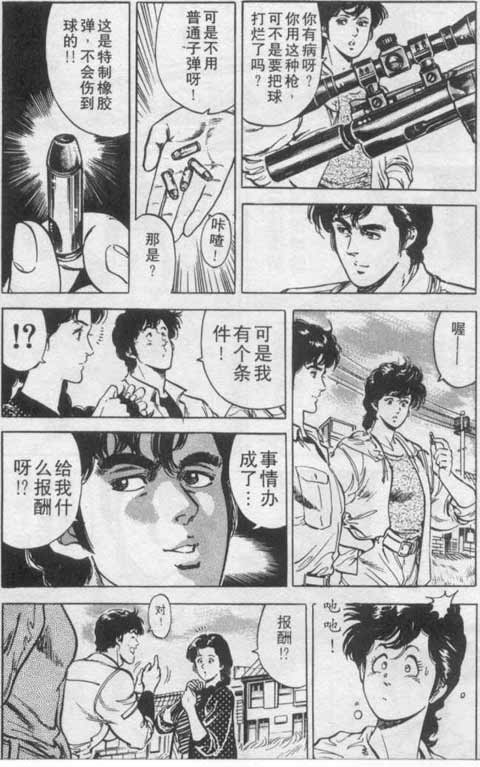 你有病呀？
你用这种枪，
可不是要把球
打烂了吗？
可是不用
普通子弹呀！
咔喳！
那是？
这是特制橡胶
弹，不会伤到
球的!!
喔——
可是我
有个条
件！
!?
事情办
成了…
给我什
么报酬
呀!?
吔
吔！
报酬!?
对！